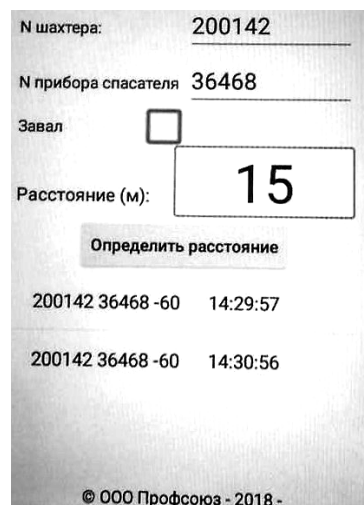 N шахтера: 200142
N прибора спасателя 36468
Завал
Расстояние (м): 15
Определить расстояние
200142 36468 -60 14:29:57
200142 36468 -60 14:30:56
© ООО Профсоюз - 2018 -